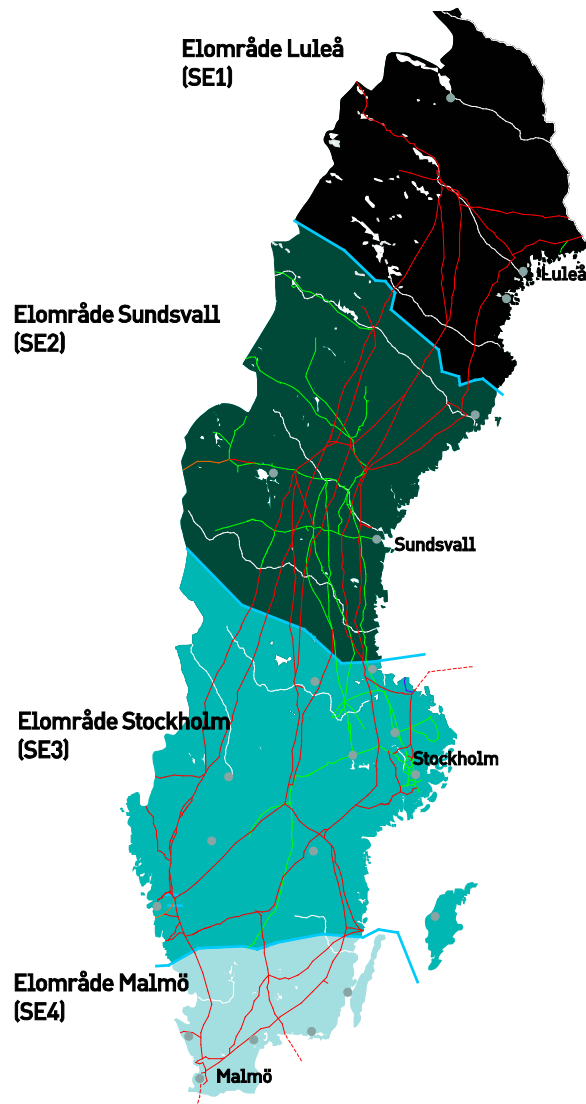 Elområde Luleå
(SE1)
Luleå
Elområde Sundsvall
(SE2)
Sundsvall
Elområde Stockholm
(SE3)
Stockholm
Elområde Malmö
(SE4)
Malmö